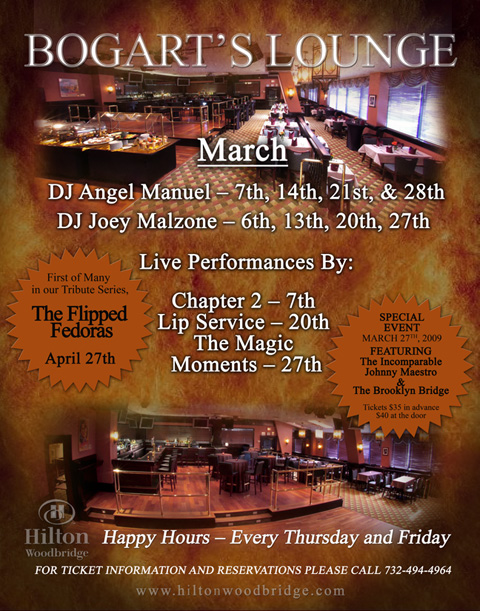 BOGART'S LOUNGE
March
DJ Angel Manuel – 7th, 14th, 21st, & 28th
DJ Joey Malzone – 6th, 13th, 20th, 27th
Live Performances By:
Chapter 2 – 7th
Lip Service – 20th
The Magic
Moments – 27th
First of Many
in our Tribute Series,
The Flipped
Fedoras
April 27th
SPECIAL
EVENT
MARCH 27TH, 2009
FEATURING
The Incomparable
Johnny Maestro
&
The Brooklyn Bridge
Tickets $35 in advance
$40 at the door
Hilton
Woodbridge
Happy Hours – Every Thursday and Friday
FOR TICKET INFORMATION AND RESERVATIONS PLEASE CALL 732-494-4964
www.hiltonwoodbridge.com